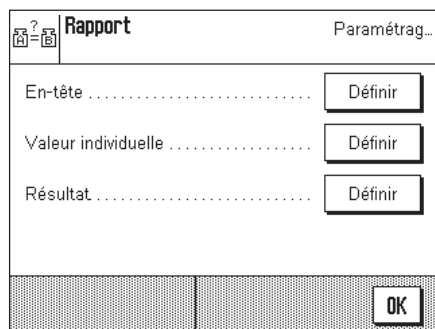 A ?= B Rapport Paramétrag...
En-tête ............................ Définir
Valeur individuelle ................. Définir
Résultat ............................ Définir
OK